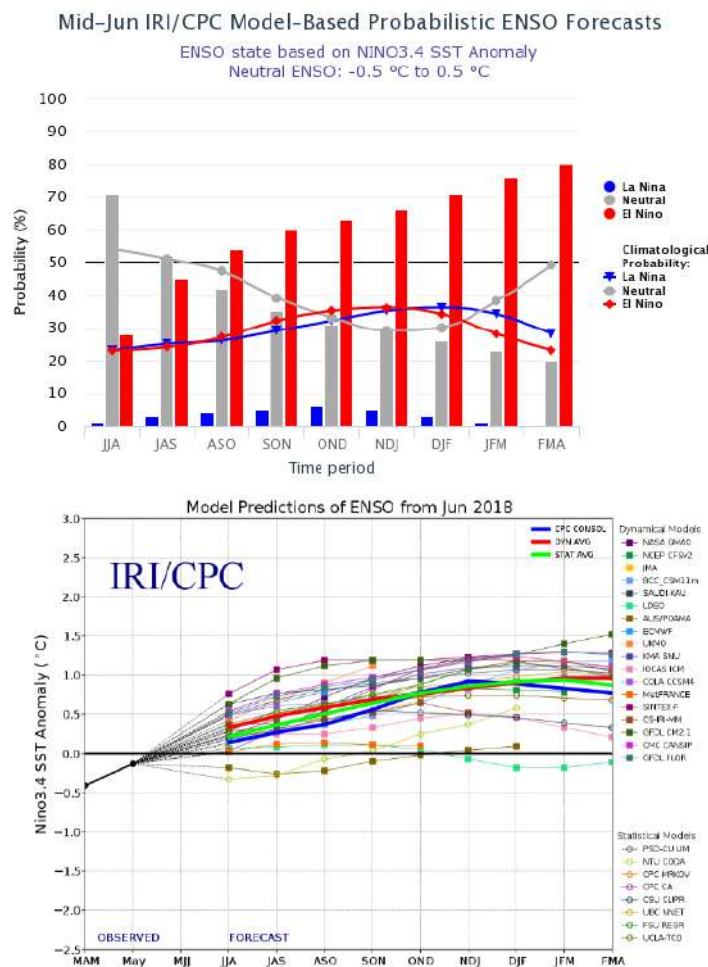 Mid-Jun IRI/CPC Model-Based Probabilistic ENSO Forecasts
ENSO state based on NINO3.4 SST Anomaly
Neutral ENSO: -0.5 ºC to 0.5 ºC
Probability (%)
100
90
80
70
60
50
40
30
20
10
0
JJA JAS ASO SON OND NDJ DJF JFM FMA
Time period
La Nina
Neutral
El Nino
Climatological
Probability:
La Nina
Neutral
El Nino
Model Predictions of ENSO from Jun 2018
Nino3.4 SST Anomaly (°C)
3.0
2.5
2.0
1.5
1.0
0.5
0.0
−0.5
−1.0
−1.5
−2.0
−2.5
IRI/CPC
CPC CONSOL
DYN AVG
STAT AVG
OBSERVED FORECAST
MAM May MJJ JJA JAS ASO SON OND NDJ DJF JFM FMA
Dynamical Models
NASA GMAO
NCEP CFSv2
JMA
BCC_CSM11m
SAUDI-KAU
LDEO
AUS/POAMA
ECMWF
UKMO
KMA SNU
IOCAS ICM
COLA CCSM4
MetFRANCE
SINTEX-F
CS-IRI-MM
GFDL CM2.1
CMC CANSIP
GFDL FLOR
Statistical Models
PSD-CU LIM
NTU CODA
CPC MRKOV
CPC CA
CSU CLIPR
UBC NNET
FSU REGR
UCLA-TCD